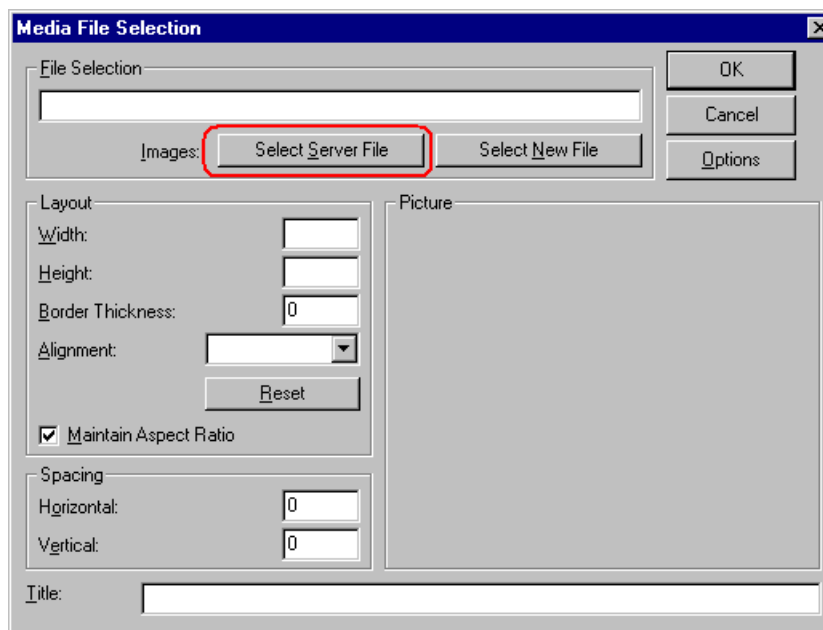 Media File Selection
File Selection
OK
Cancel
Images: Select Server File Select New File
Options
Layout
Picture
Width:
Height:
Border Thickness: 0
Alignment:
Reset
Maintain Aspect Ratio
Spacing
Horizontal: 0
Vertical: 0
Title: